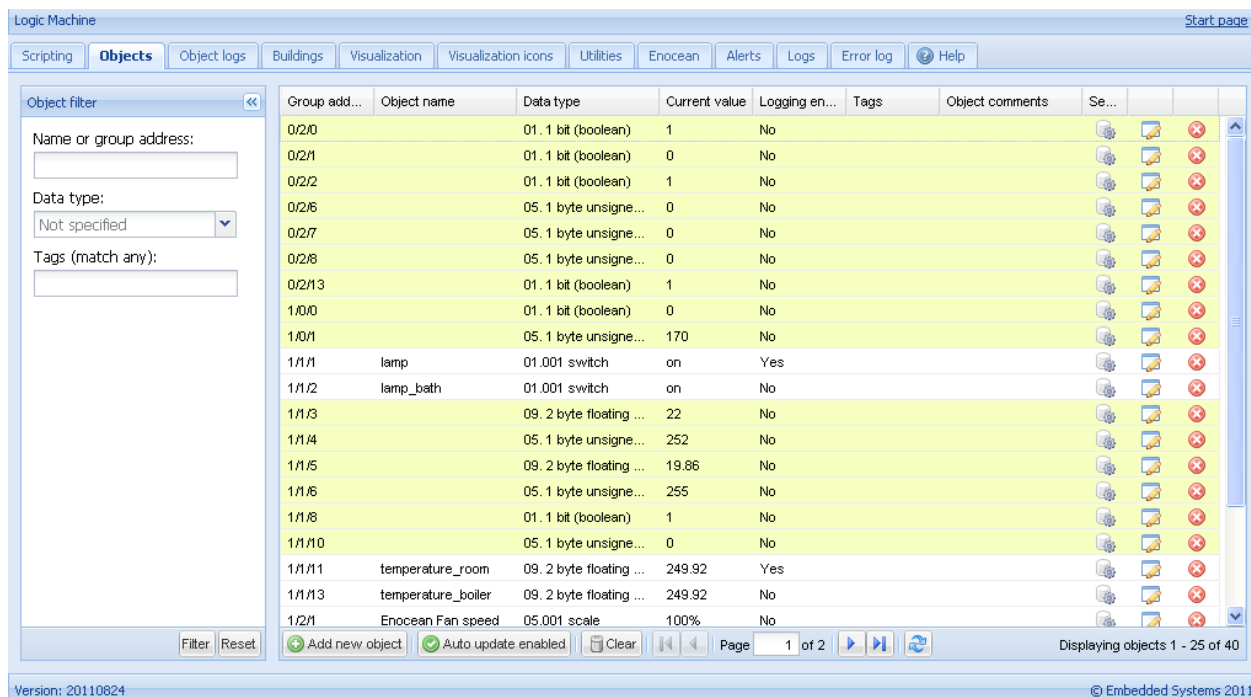 Logic Machine Start page
Scripting Objects Object logs Buildings Visualization Visualization icons Utilities Enocean Alerts Logs Error log Help
Object filter
Name or group address:
Data type:
Not specified
Tags (match any):
Filter Reset
Group add... Object name Data type Current value Logging en... Tags Object comments Se...
0/2/0 01. 1 bit (boolean) 1 No
0/2/1 01. 1 bit (boolean) 0 No
0/2/2 01. 1 bit (boolean) 1 No
0/2/6 05. 1 byte unsigne... 0 No
0/2/7 05. 1 byte unsigne... 0 No
0/2/8 05. 1 byte unsigne... 0 No
0/2/13 01. 1 bit (boolean) 1 No
1/0/0 01. 1 bit (boolean) 0 No
1/0/1 05. 1 byte unsigne... 170 No
1/1/1 lamp 01.001 switch on Yes
1/1/2 lamp_bath 01.001 switch on No
1/1/3 09. 2 byte floating ... 22 No
1/1/4 05. 1 byte unsigne... 252 No
1/1/5 09. 2 byte floating ... 19.86 No
1/1/6 05. 1 byte unsigne... 255 No
1/1/8 01. 1 bit (boolean) 1 No
1/1/10 05. 1 byte unsigne... 0 No
1/1/11 temperature_room 09. 2 byte floating ... 249.92 Yes
1/1/13 temperature_boiler 09. 2 byte floating ... 249.92 No
1/2/1 Enocean Fan speed 05.001 scale 100% No
Add new object Auto update enabled Clear Page 1 of 2 Displaying objects 1 - 25 of 40
Version: 20110824 © Embedded Systems 2011